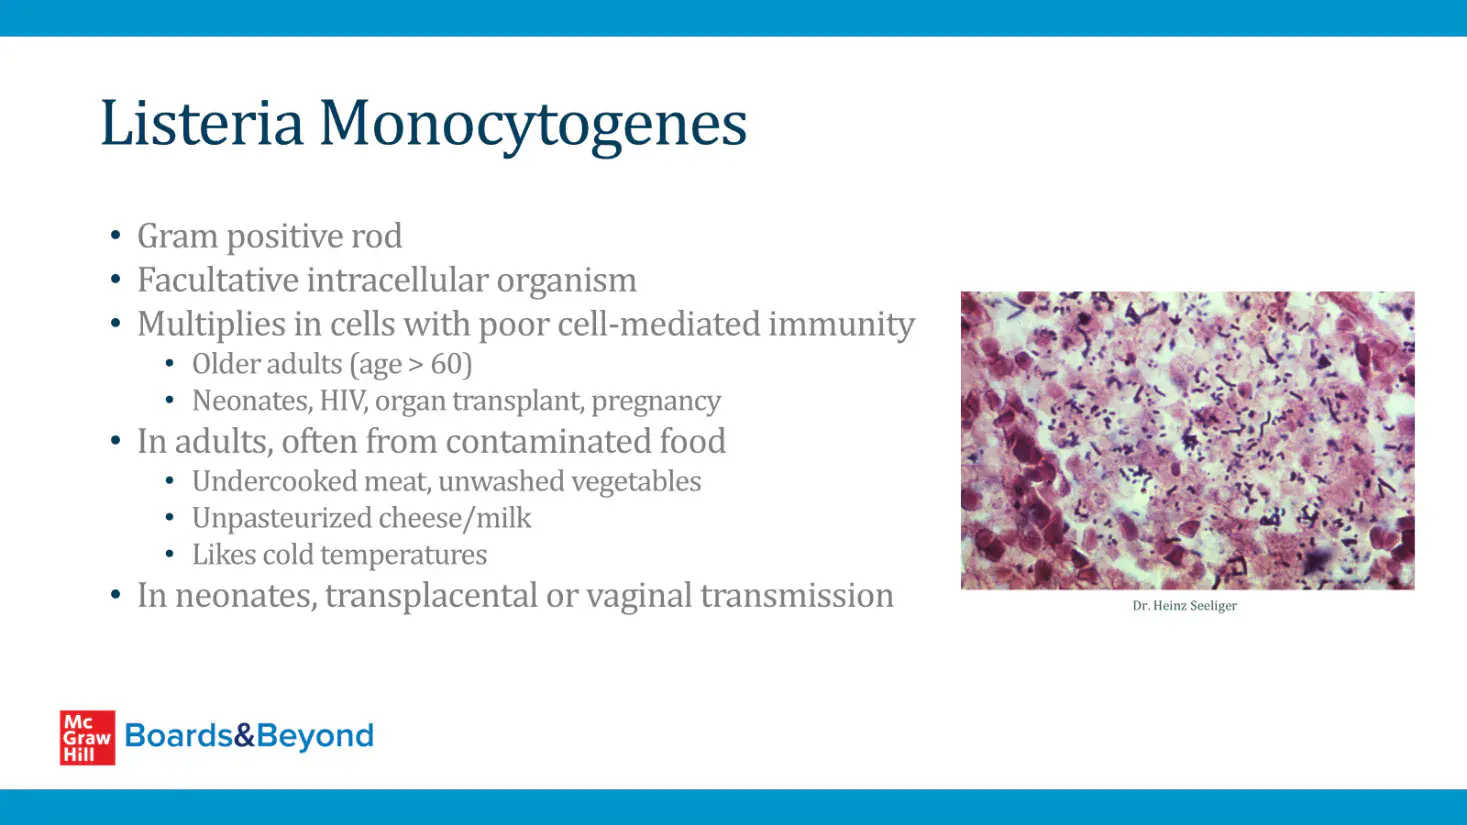 Listeria Monocytogenes
• Gram positive rod
• Facultative intracellular organism
• Multiplies in cells with poor cell-mediated immunity
• Older adults (age > 60)
• Neonates, HIV, organ transplant, pregnancy
• In adults, often from contaminated food
• Undercooked meat, unwashed vegetables
• Unpasteurized cheese/milk
• Likes cold temperatures
• In neonates, transplacental or vaginal transmission
Dr. Heinz Seeliger
Mc
Graw
Hill
Boards&Beyond